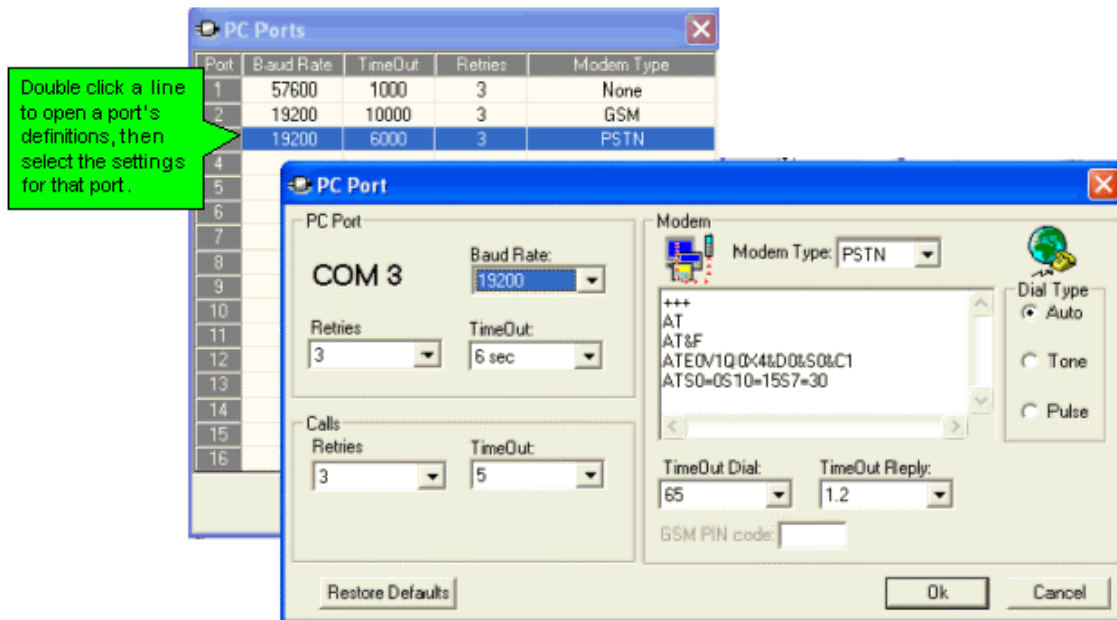 PC Ports
Port Baud Rate TimeOut Retries Modem Type
1 57600 1000 3 None
2 19200 10000 3 GSM
19200 6000 3 PSTN
4
5
6
7
8
9
10
11
12
13
14
15
16
Double click a line
to open a port's
definitions, then
select the settings
for that port.
PC Port
PC Port
COM 3
Baud Rate:
19200
Retries
3
TimeOut:
6 sec
Calls
Retries
3
TimeOut:
5
Modem
Modem Type: PSTN
+++
AT
AT&F
ATE0V1Q0X4&D0&S0&C1
ATS0=0S10=15S7=30
Dial Type
Auto
Tone
Pulse
TimeOut Dial:
65
TimeOut Reply:
1.2
GSM PIN code:
Restore Defaults
Ok
Cancel